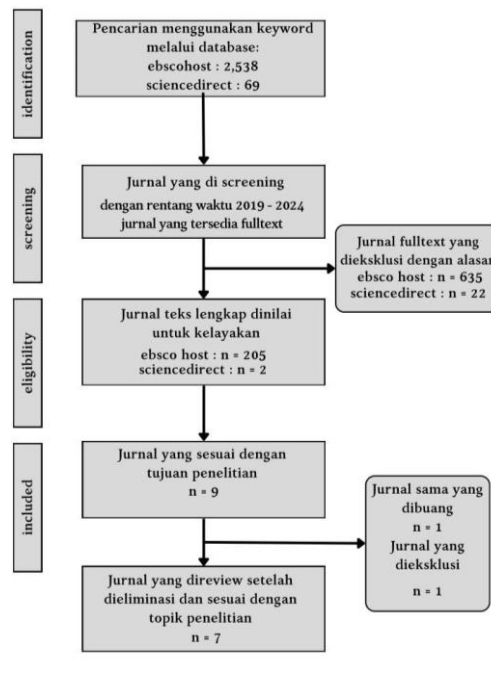 identification
Pencarian menggunakan keyword
melalui database:
ebscohost : 2,538
sciencedirect : 69
screening
Jurnal yang di screening
dengan rentang waktu 2019 - 2024
jurnal yang tersedia fulltext
Jurnal fulltext yang
dieksklusi dengan alasan
ebsco host : n = 635
sciencedirect : n = 22
eligibility
Jurnal teks lengkap dinilai
untuk kelayakan
ebsco host : n = 205
sciencedirect : n = 2
included
Jurnal yang sesuai dengan
tujuan penelitian
n = 9
Jurnal sama yang
dibuang
n = 1
Jurnal yang
dieksklusi
n = 1
Jurnal yang direview setelah
dieliminasi dan sesuai dengan
topik penelitian
n = 7